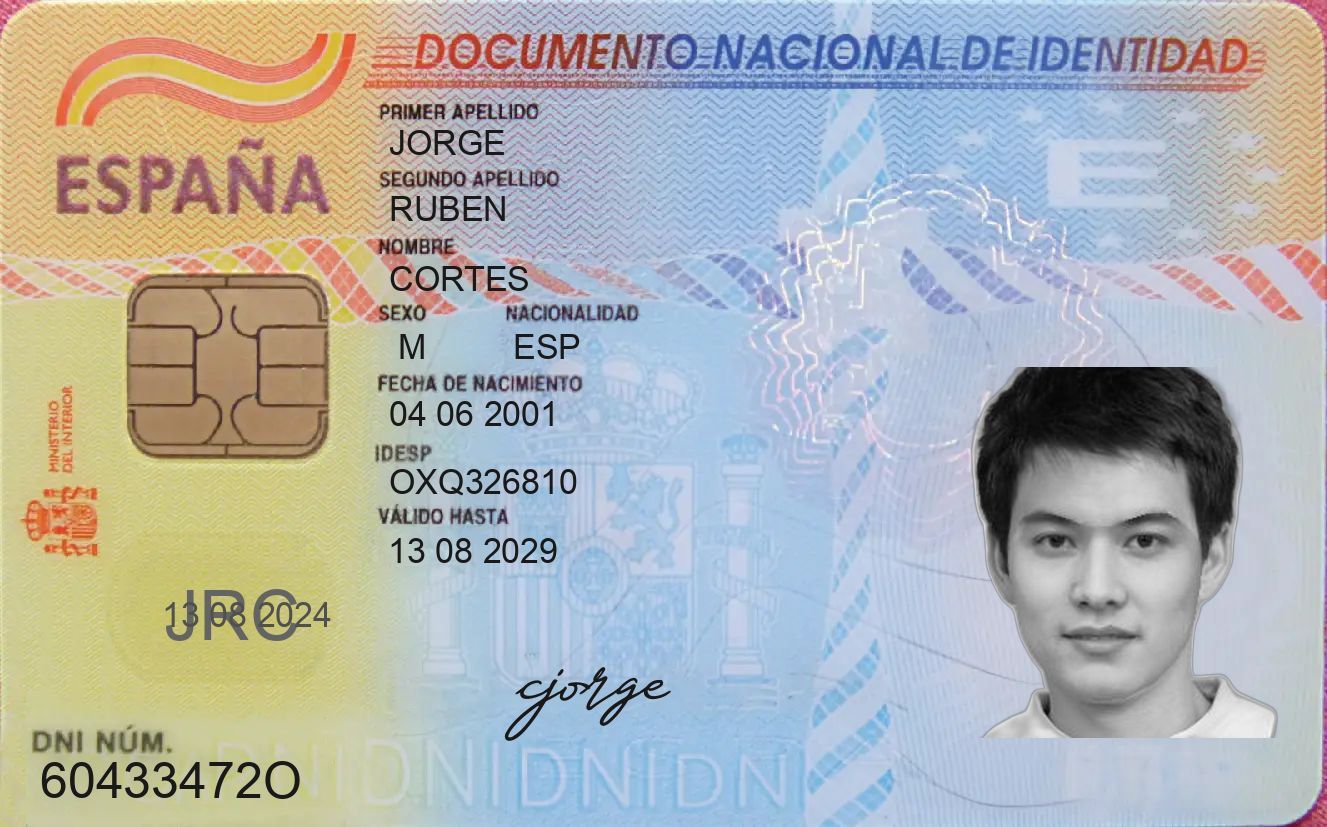 DOCUMENTO NACIONAL DE IDENTIDAD
ESPAÑA
PRIMER APELLIDO
JORGE
SEGUNDO APELLIDO
RUBEN
NOMBRE
CORTES
SEXO NACIONALIDAD
M ESP
FECHA DE NACIMIENTO
04 06 2001
IDESP
OXQ326810
VÁLIDO HASTA
13 08 2029
MINISTERIO
DEL INTERIOR
E
13 08 2024
JRC
cjorge
DNI NÚM.
60433472O
DNIDNIDNIDNI